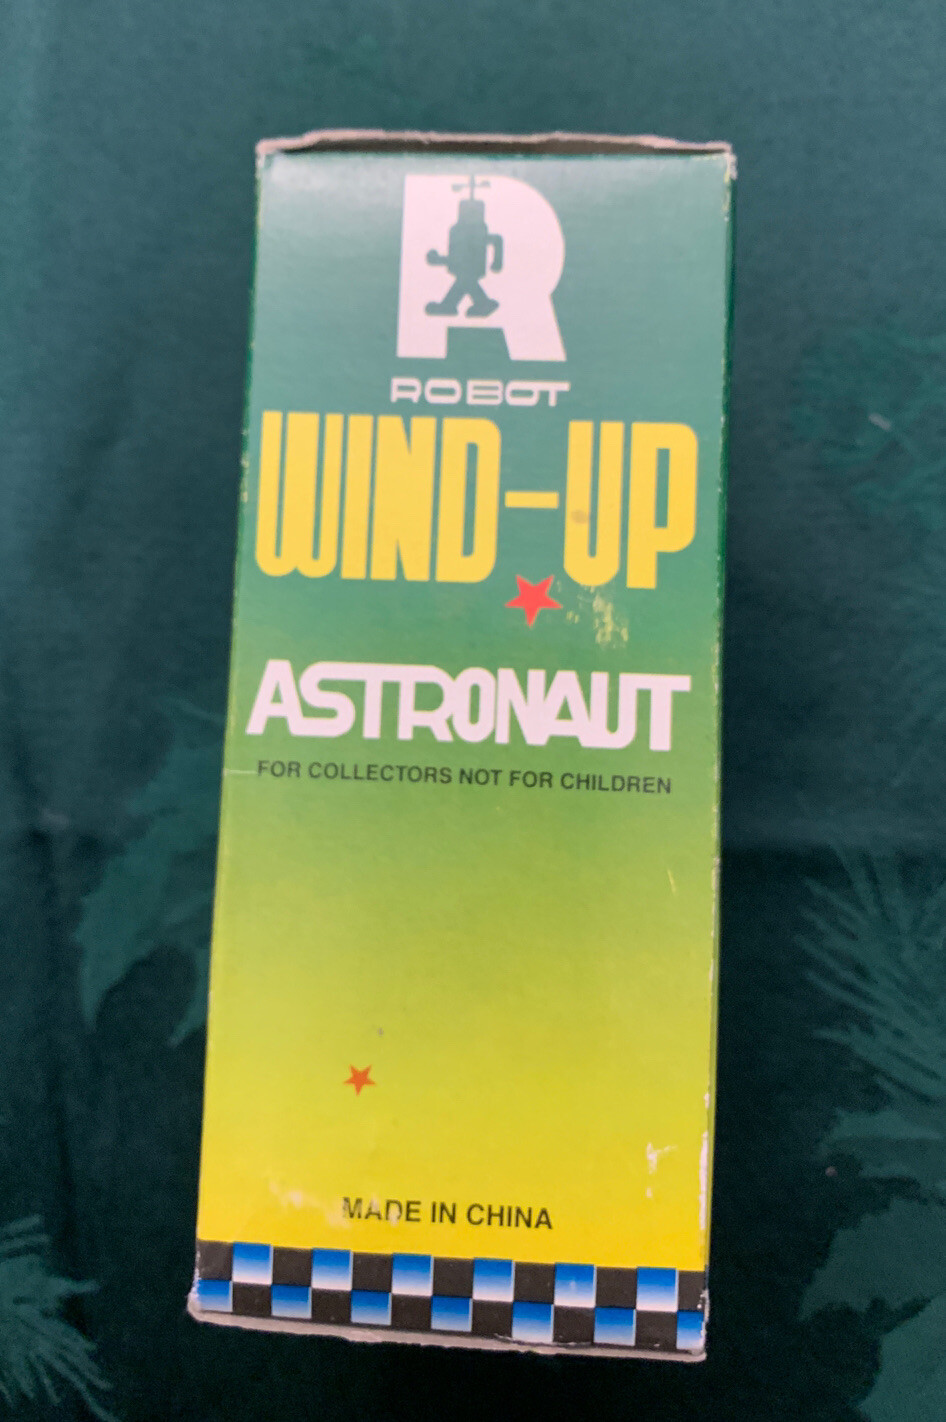 R
ROBOT
WIND-UP
ASTRONAUT
FOR COLLECTORS NOT FOR CHILDREN
MADE IN CHINA